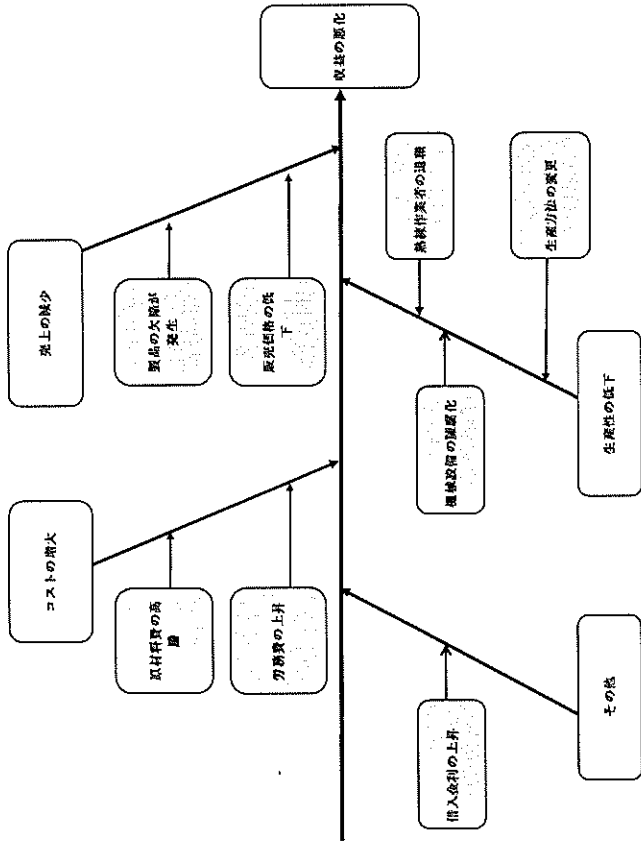 コストの増大
売上の減少
原材料費の高
騰
製品の欠陥が
発生
労務費の上昇
販売価格の低
下
収益の悪化
借入金利の上昇
機械設備の陳腐化
熟練作業者の退職
生産方法の変更
その他
生産性の低下